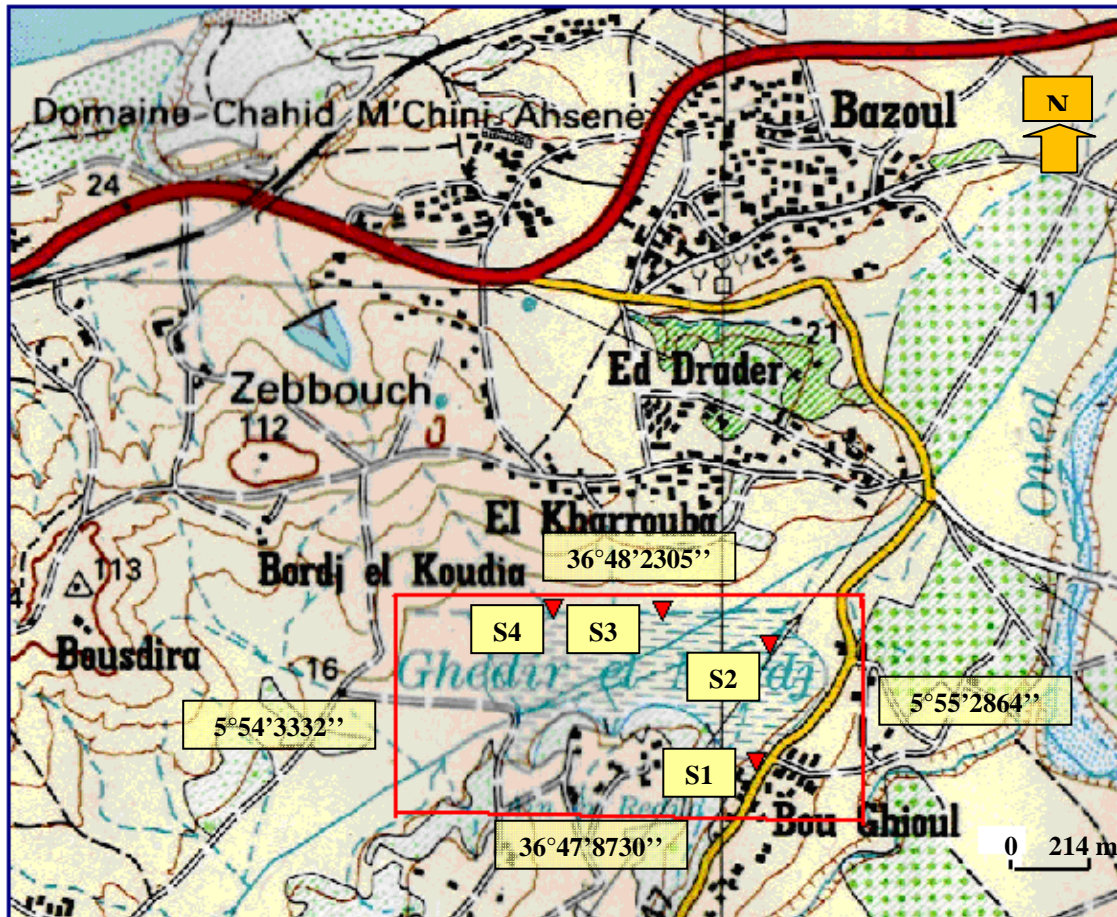 Domaine Chahid M'Chini Ahsene
Bazoul
N
24
11
21
Ed Drader
Zebbouch
112
Oued
El Kharrouba
36°48'2305''
Bordj el Koudia
113
Bousdira
S4
S3
S2
16
5°54'3332''
5°55'2864''
S1
Bou Ghioul
36°47'8730''
0 214 m